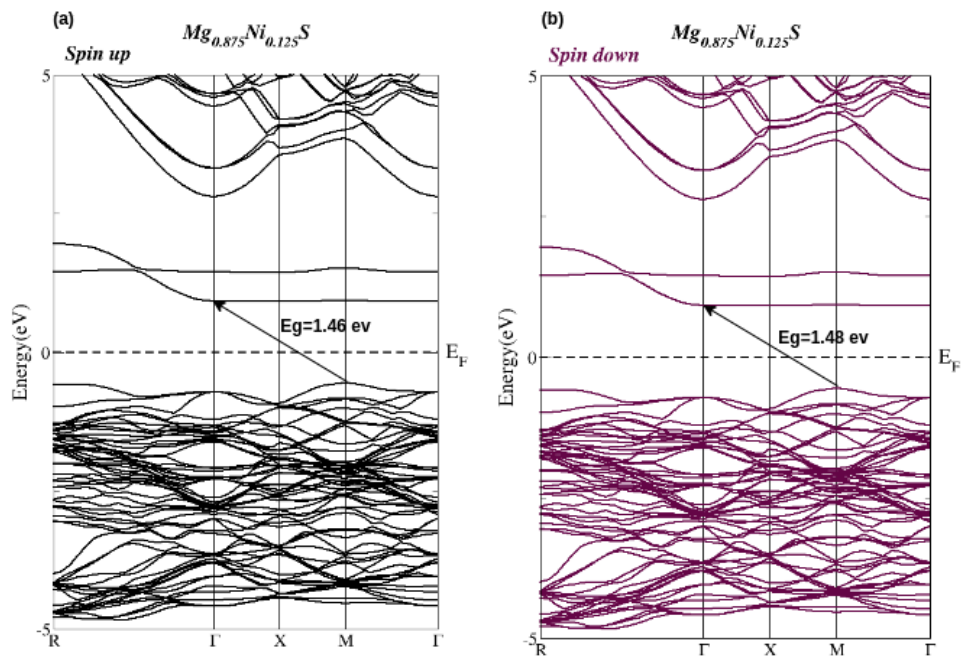 (a)
Mg0.875Ni0.125S
Spin up
5
0
-5
Energy(eV)
Eg=1.46 ev
EF
R Γ X M Γ
(b)
Mg0.875Ni0.125S
Spin down
5
0
-5
Energy(eV)
Eg=1.48 ev
EF
R Γ X M Γ